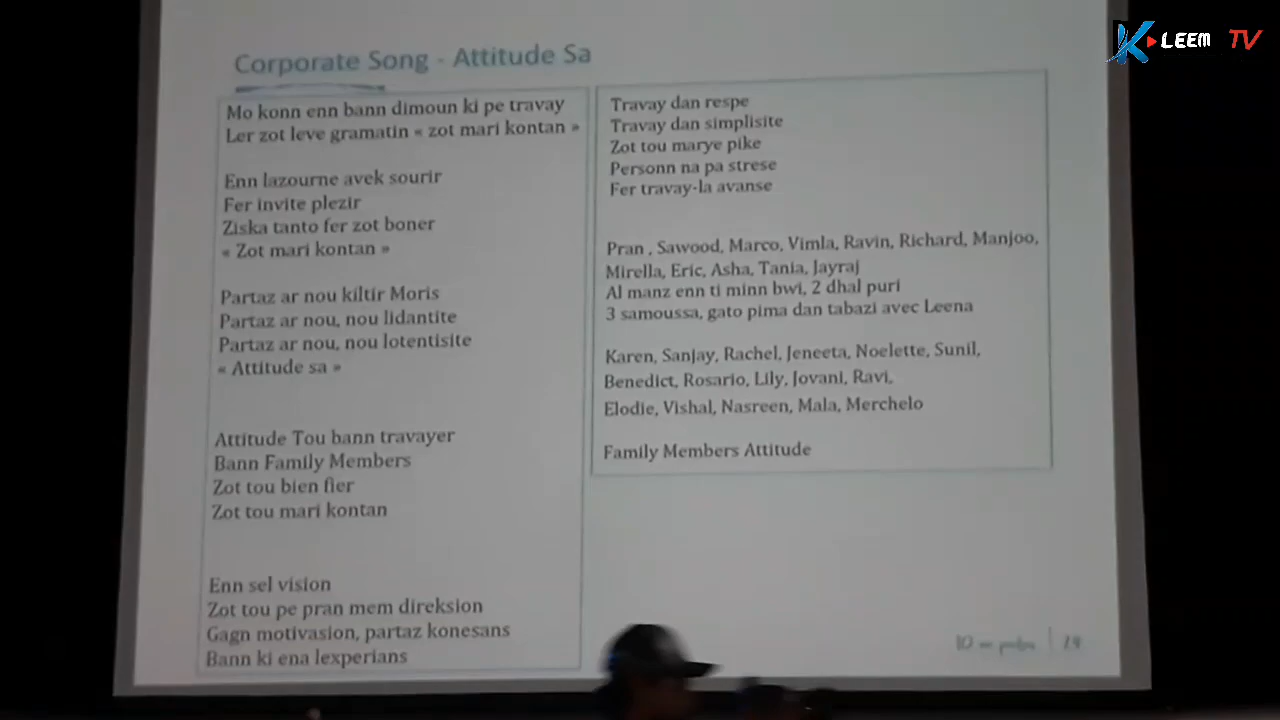 K LEEM TV
Corporate Song - Attitude Sa
Mo konn enn bann dimoun ki pe travay
Ler zot leve gramatin « zot mari kontan »
Enn lazourne avek sourir
Fer invite plezir
Ziska tanto fer zot boner
« Zot mari kontan »
Partaz ar nou kiltir Moris
Partaz ar nou, nou lidantite
Partaz ar nou, nou lotentisite
« Attitude sa »
Attitude Tou bann travayer
Bann Family Members
Zot tou bien fier
Zot tou mari kontan
Enn sel vision
Zot tou pe pran mem direksion
Gagn motivasion, partaz konesans
Bann ki ena lexperians
Travay dan respe
Travay dan simplisite
Zot tou marye pike
Personn na pa strese
Fer travay-la avanse
Pran , Sawood, Marco, Vimla, Ravin, Richard, Manjoo,
Mirella, Eric, Asha, Tania, Jayraj
Al manz enn ti minn bwi, 2 dhal puri
3 samoussa, gato pima dan tabazi avec Leena
Karen, Sanjay, Rachel, Jeneeta, Noelette, Sunil,
Benedict, Rosario, Lily, Jovani, Ravi,
Elodie, Vishal, Nasreen, Mala, Merchelo
Family Members Attitude
10